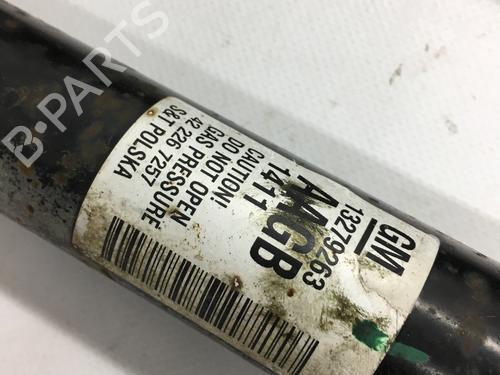 GM
13279263
AMGB
1411
CAUTION!
DO NOT OPEN
GAS PRESSURE
42 226 7257
S&T POLSKA
B-PARTS